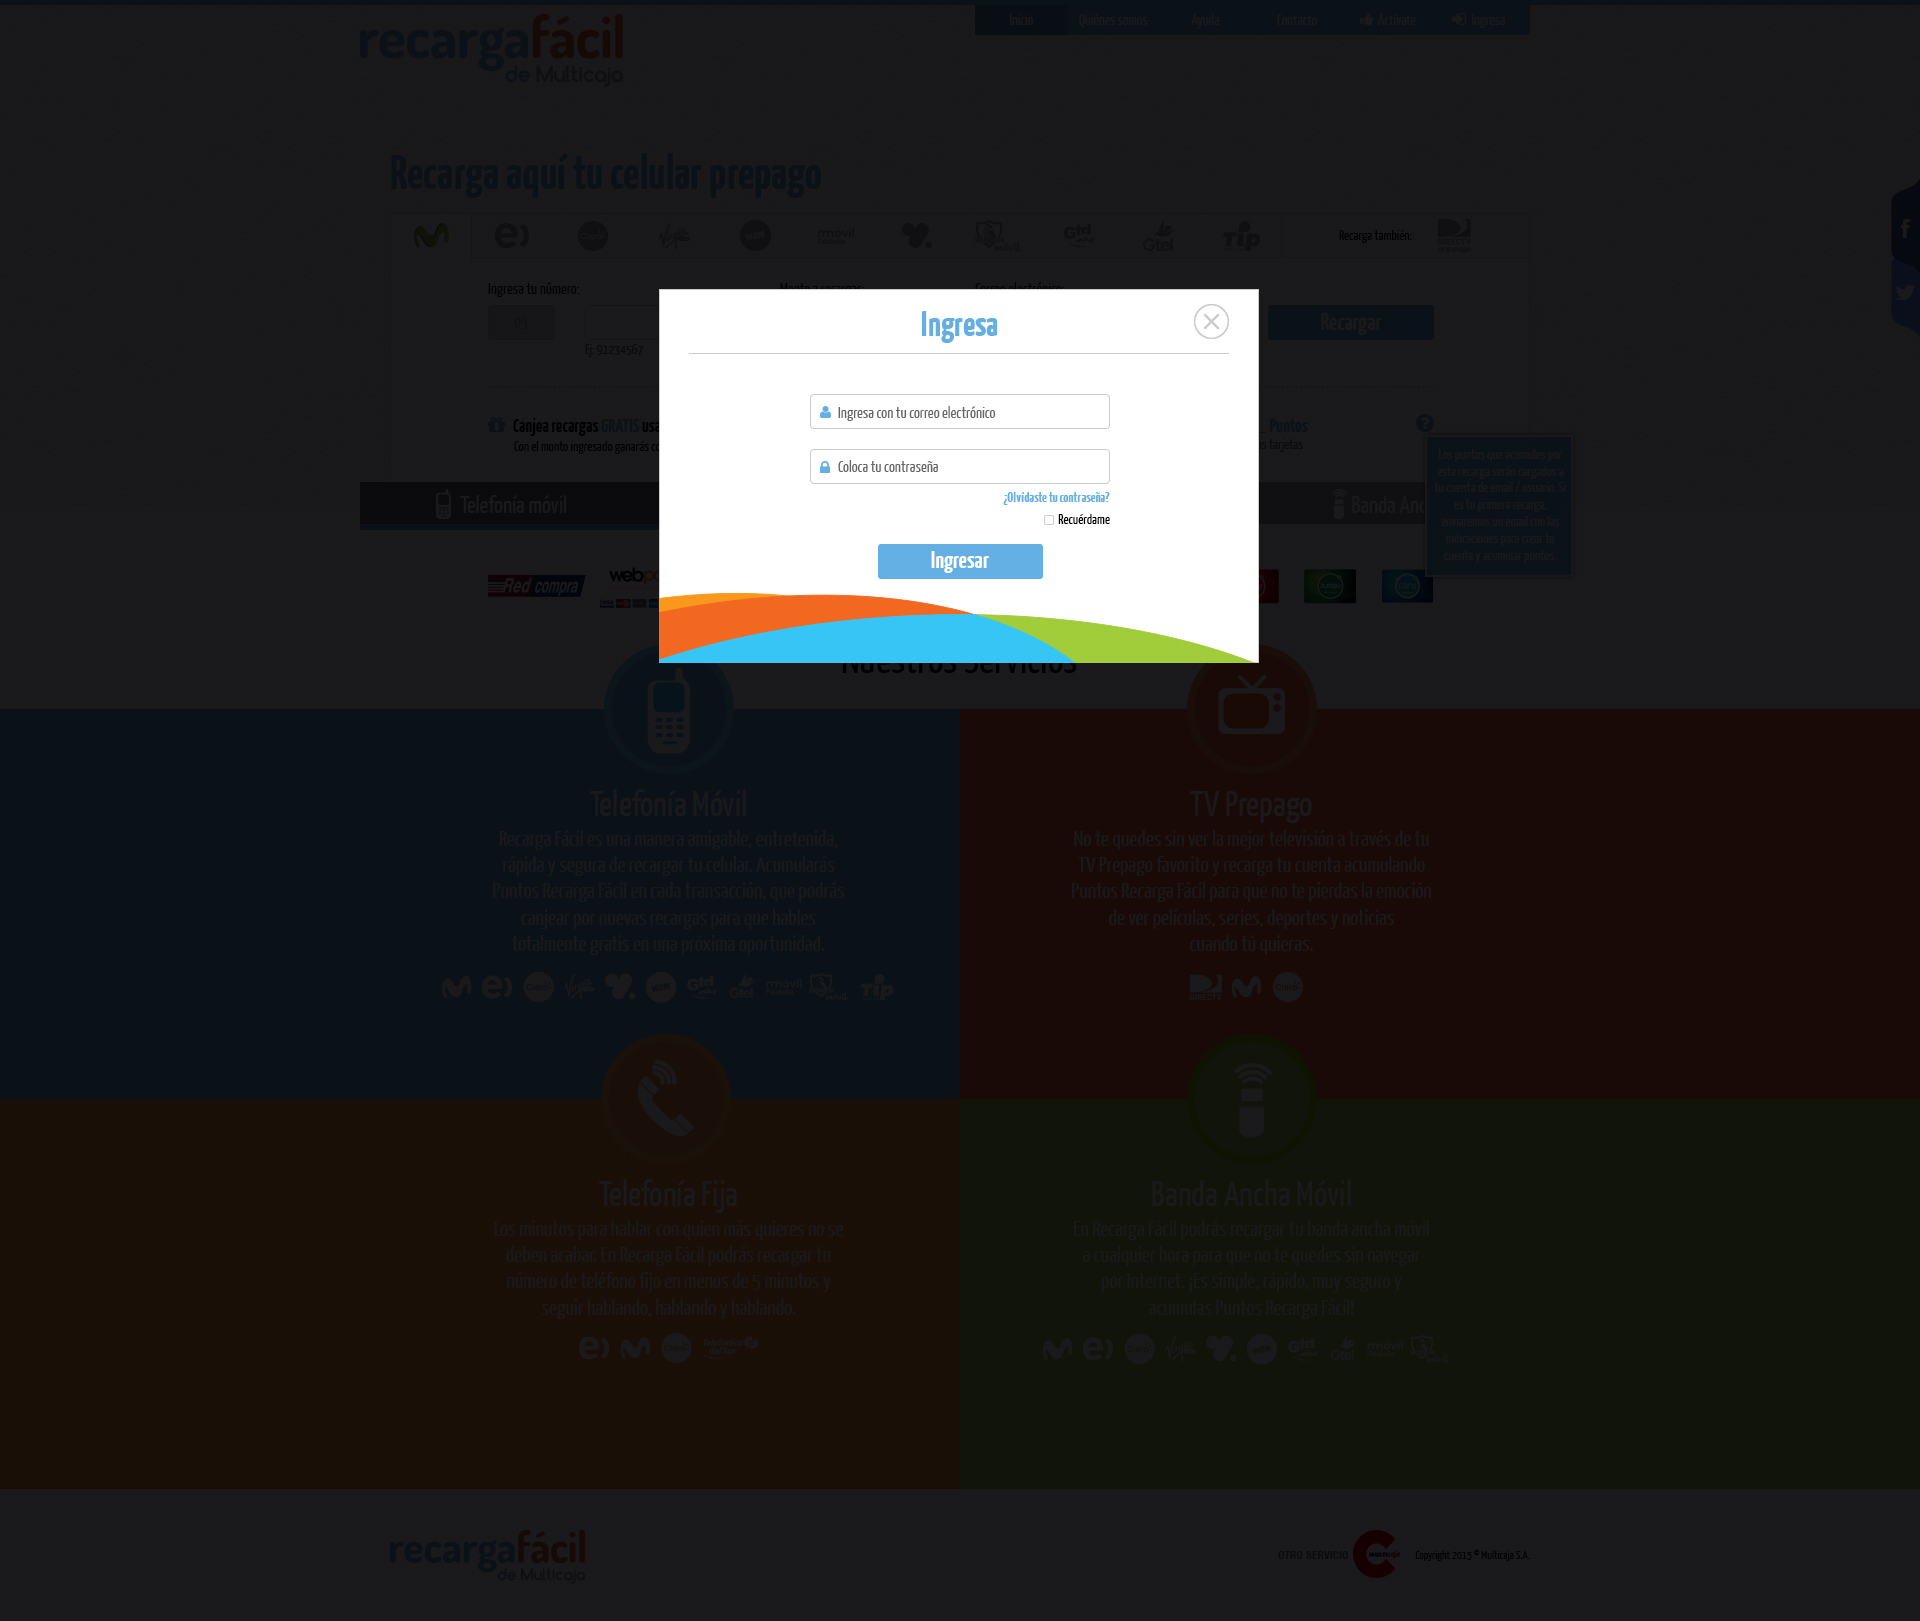 recargafácil
de Multicaja
Inicio
Quiénes somos
Ayuda
Contacto
Actívate
Ingresa
Recarga aquí tu celular prepago
Recarga también:
DIRECTV
Ingresa tu número:
09
Ej: 91234567
Recargar
Canjea recargas GRATIS
Con el monto ingresado ganarás
Puntos
tarjetas
Los puntos que acumules por
esta recarga serán cargados a
tu cuenta de email / usuario. Si
es tu primera recarga,
enviaremos un email con las
indicaciones para crear tu
cuenta y acumular puntos.
Ingresa
Ingresa con tu correo electrónico
Coloca tu contraseña
¿Olvidaste tu contraseña?
Recuérdame
Ingresar
Telefonía móvil
Banda
Red compra
Nuestros Servicios
Telefonía Móvil
Recarga Fácil es una manera amigable, entretenida,
rápida y segura de recargar tu celular. Acumularás
Puntos Recarga Fácil en cada transacción, que podrás
canjear por nuevas recargas para que hables
totalmente gratis en una próxima oportunidad.
TV Prepago
No te quedes sin ver la mejor televisión a través de tu
TV Prepago favorito y recarga tu cuenta acumulando
Puntos Recarga Fácil para que no te pierdas la emoción
de ver películas, series, deportes y noticias
cuando tú quieras.
Telefonía Fija
Los minutos para hablar con quien más quieres no se
deben acabar. En Recarga Fácil podrás recargar tu
número de teléfono fijo en menos de 5 minutos y
seguir hablando, hablando y hablando.
Banda Ancha Móvil
En Recarga Fácil podrás recargar tu banda ancha móvil
a cualquier hora para que no te quedes sin navegar
por internet. ¡Es simple, rápido, muy seguro y
acumulas Puntos Recarga Fácil!
recargafácil
de Multicaja
OTRO SERVICIO
Copyright 2015 © Multicaja S.A.